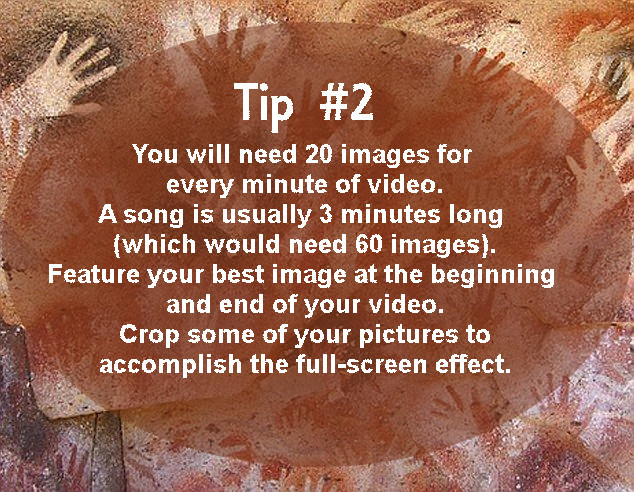 Tip #2
You will need 20 images for
every minute of video.
A song is usually 3 minutes long
(which would need 60 images).
Feature your best image at the beginning
and end of your video.
Crop some of your pictures to
accomplish the full-screen effect.